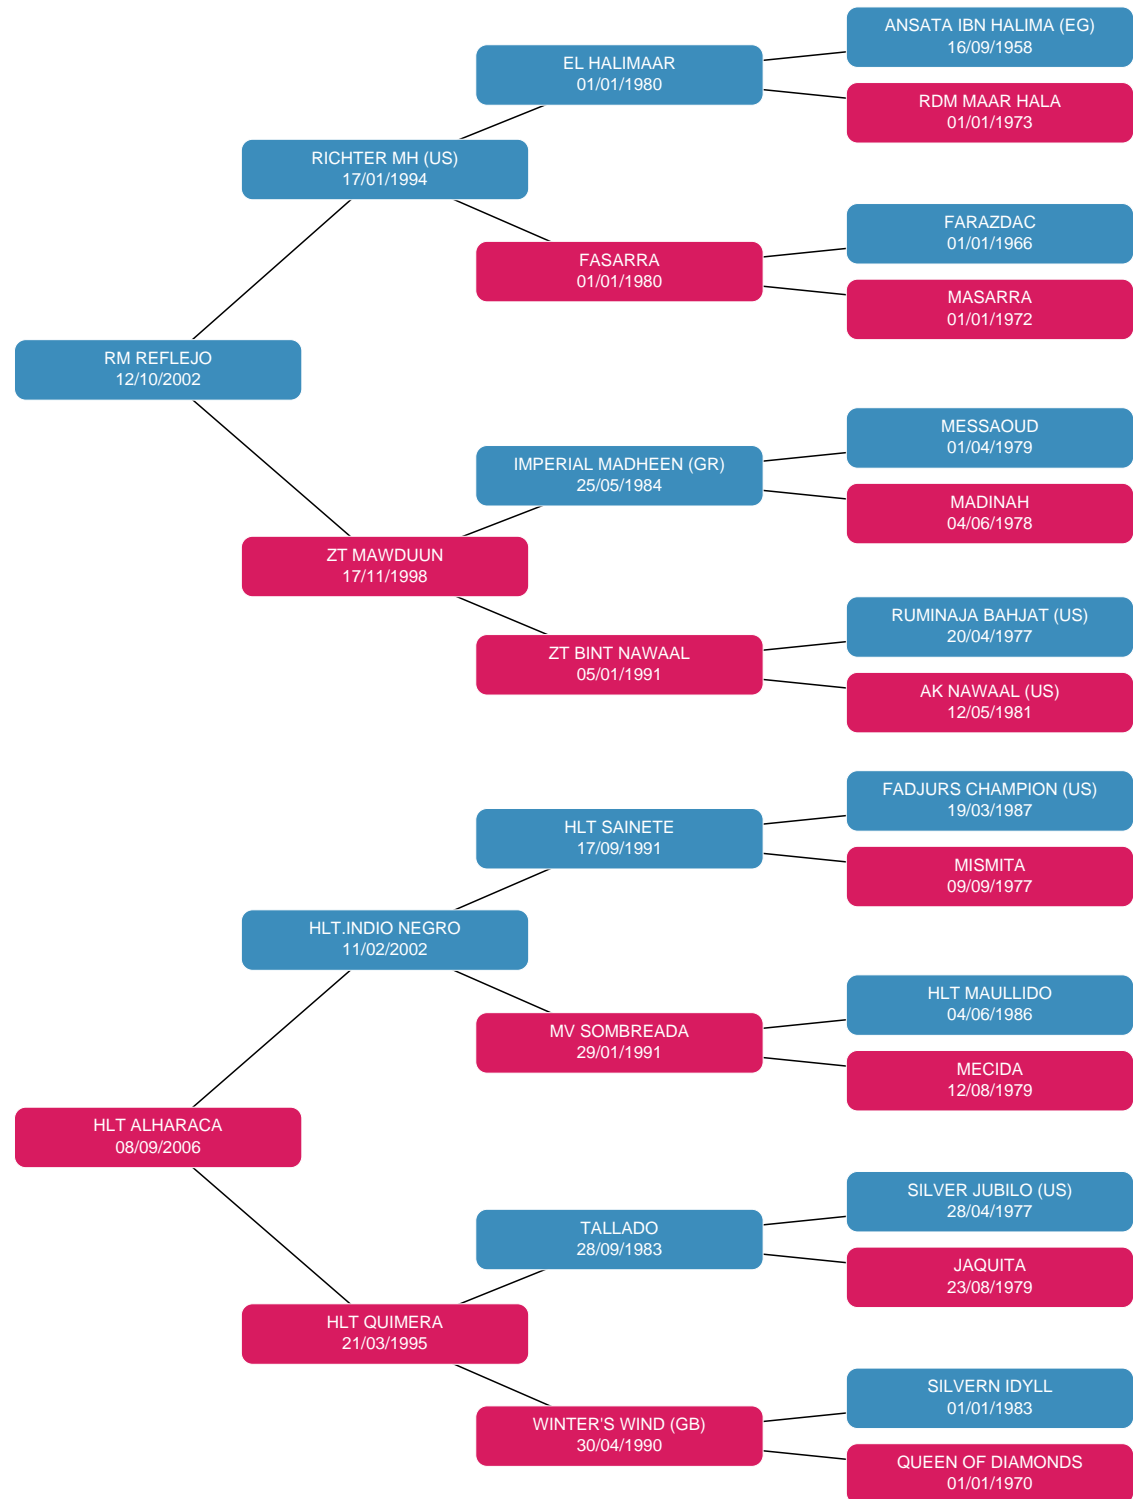 ANSATA IBN HALIMA (EG)
16/09/1958
EL HALIMAAR
01/01/1980
RDM MAAR HALA
01/01/1973
RICHTER MH (US)
17/01/1994
FARAZDAC
01/01/1966
FASARRA
01/01/1980
MASARRA
01/01/1972
RM REFLEJO
12/10/2002
MESSAOUD
01/04/1979
IMPERIAL MADHEEN (GR)
25/05/1984
MADINAH
04/06/1978
ZT MAWDUUN
17/11/1998
RUMINAJA BAHJAT (US)
20/04/1977
ZT BINT NAWAAL
05/01/1991
AK NAWAAL (US)
12/05/1981
FADJURS CHAMPION (US)
19/03/1987
HLT SAINETE
17/09/1991
MISMITA
09/09/1977
HLT.INDIO NEGRO
11/02/2002
HLT MAULLIDO
04/06/1986
MV SOMBREADA
29/01/1991
MECIDA
12/08/1979
HLT ALHARACA
08/09/2006
SILVER JUBILO (US)
28/04/1977
TALLADO
28/09/1983
JAQUITA
23/08/1979
HLT QUIMERA
21/03/1995
SILVERN IDYLL
01/01/1983
WINTER'S WIND (GB)
30/04/1990
QUEEN OF DIAMONDS
01/01/1970